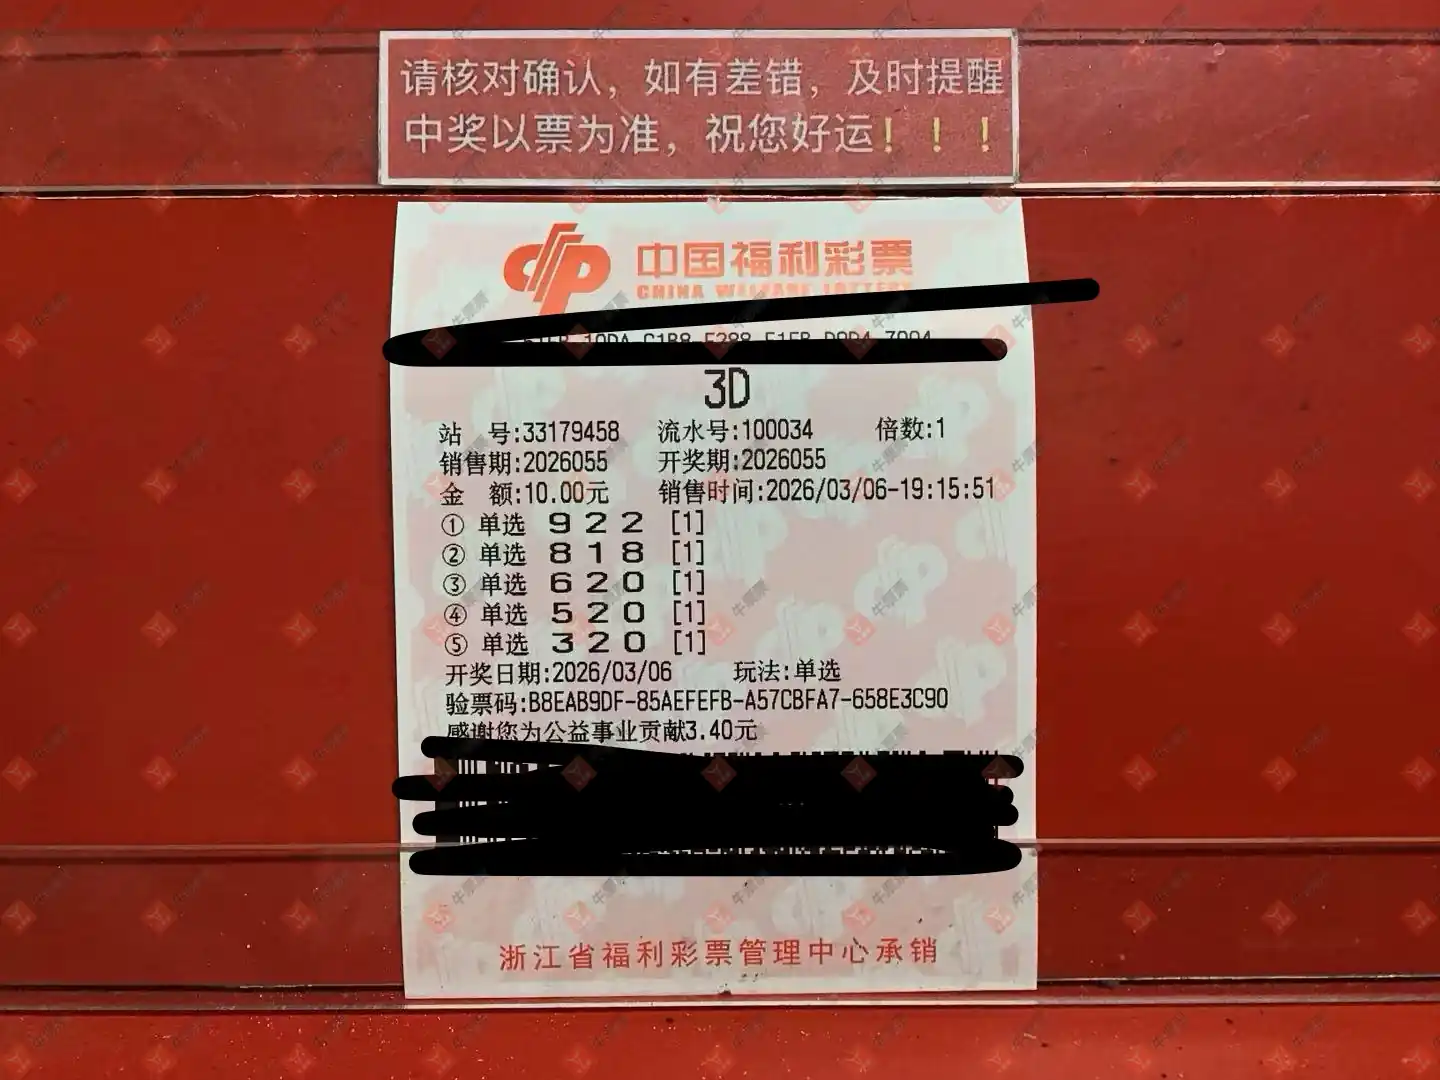 请核对确认，如有差错，及时提醒
中奖以票为准，祝您好运！！！
中国福利彩票
CHINA WELFARE LOTTERY
3D
站 号:33179458 流水号:100034 倍数:1
销售期:2026055 开奖期:2026055
金 额:10.00元 销售时间:2026/03/06-19:15:51
① 单选 9 2 2 [1]
② 单选 8 1 8 [1]
③ 单选 6 2 0 [1]
④ 单选 5 2 0 [1]
⑤ 单选 3 2 0 [1]
开奖日期:2026/03/06 玩法:单选
验票码:B8EAB9DF-85AEFEFB-A57CBFA7-658E3C90
感谢您为公益事业贡献3.40元
浙江省福利彩票管理中心承销